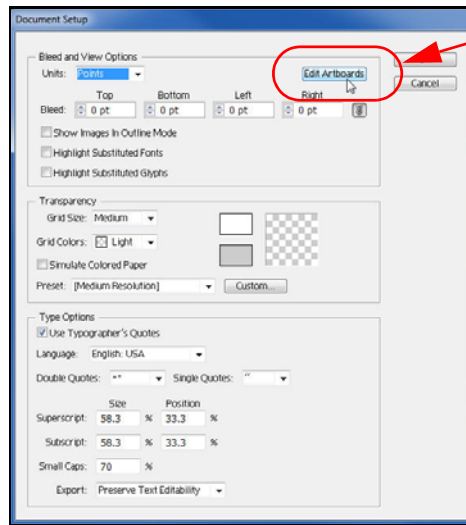 Document Setup
Bleed and View Options
Units: Points Edit Artboards
Cancel
Top Bottom Left Right
Bleed: 0 pt 0 pt 0 pt 0 pt
Show Images In Outline Mode
Highlight Substituted Fonts
Highlight Substituted Glyphs
Transparency
Grid Size: Medium
Grid Colors: Light
Simulate Colored Paper
Preset: [Medium Resolution] Custom...
Type Options
Use Typographer's Quotes
Language: English: USA
Double Quotes: Single Quotes:
Size Position
Superscript: 58.3 % 33.3 %
Subscript: 58.3 % 33.3 %
Small Caps: 70 %
Export: Preserve Text Editability